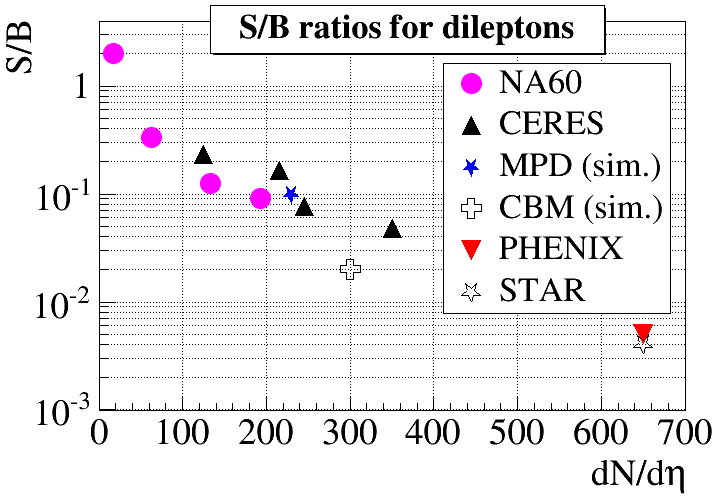 S/B ratios for dileptons
S/B
NA60
CERES
MPD (sim.)
CBM (sim.)
PHENIX
STAR
1
10-1
10-2
10-3
0 100 200 300 400 500 600 700
dN/dη